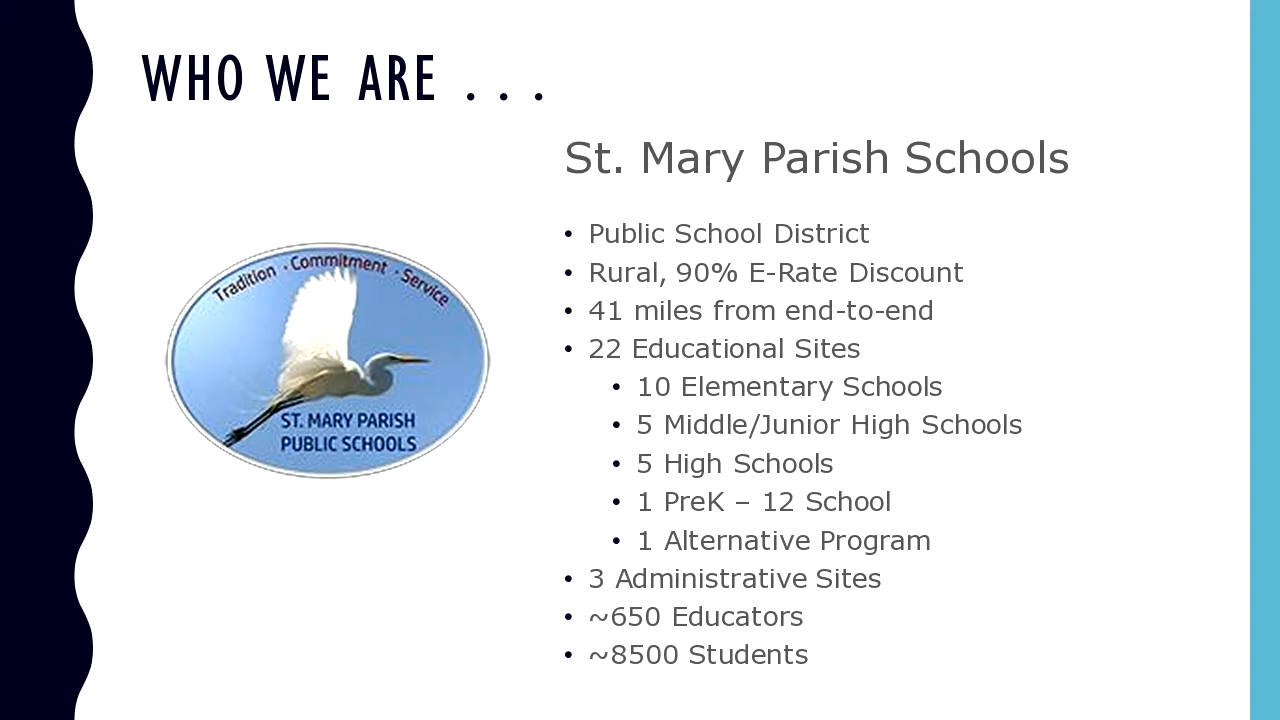 WHO WE ARE . . .
St. Mary Parish Schools
Tradition · Commitment · Service
ST. MARY PARISH
PUBLIC SCHOOLS
• Public School District
• Rural, 90% E-Rate Discount
• 41 miles from end-to-end
• 22 Educational Sites
• 10 Elementary Schools
• 5 Middle/Junior High Schools
• 5 High Schools
• 1 PreK – 12 School
• 1 Alternative Program
• 3 Administrative Sites
• ~650 Educators
• ~8500 Students